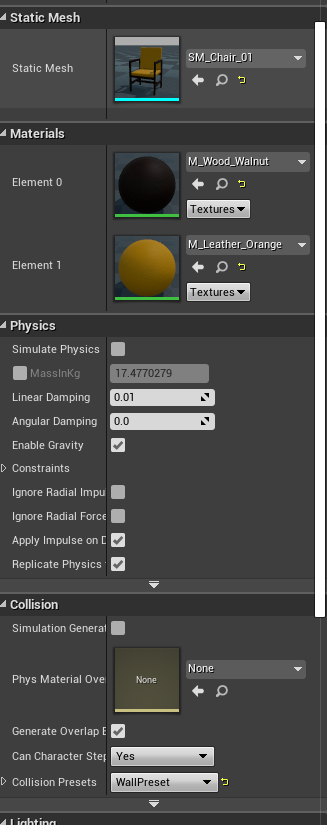 Static Mesh
Static Mesh
SM_Chair_01
Materials
Element 0
M_Wood_Walnut
Textures
Element 1
M_Leather_Orange
Textures
Physics
Simulate Physics
MassInKg
17.4770279
Linear Damping
0.01
Angular Damping
0.0
Enable Gravity
Constraints
Ignore Radial Impu
Ignore Radial Force
Apply Impulse on D
Replicate Physics
Collision
Simulation Generat
Phys Material Ove
None
None
Generate Overlap E
Can Character Step
Yes
Collision Presets
WallPreset
Lighting